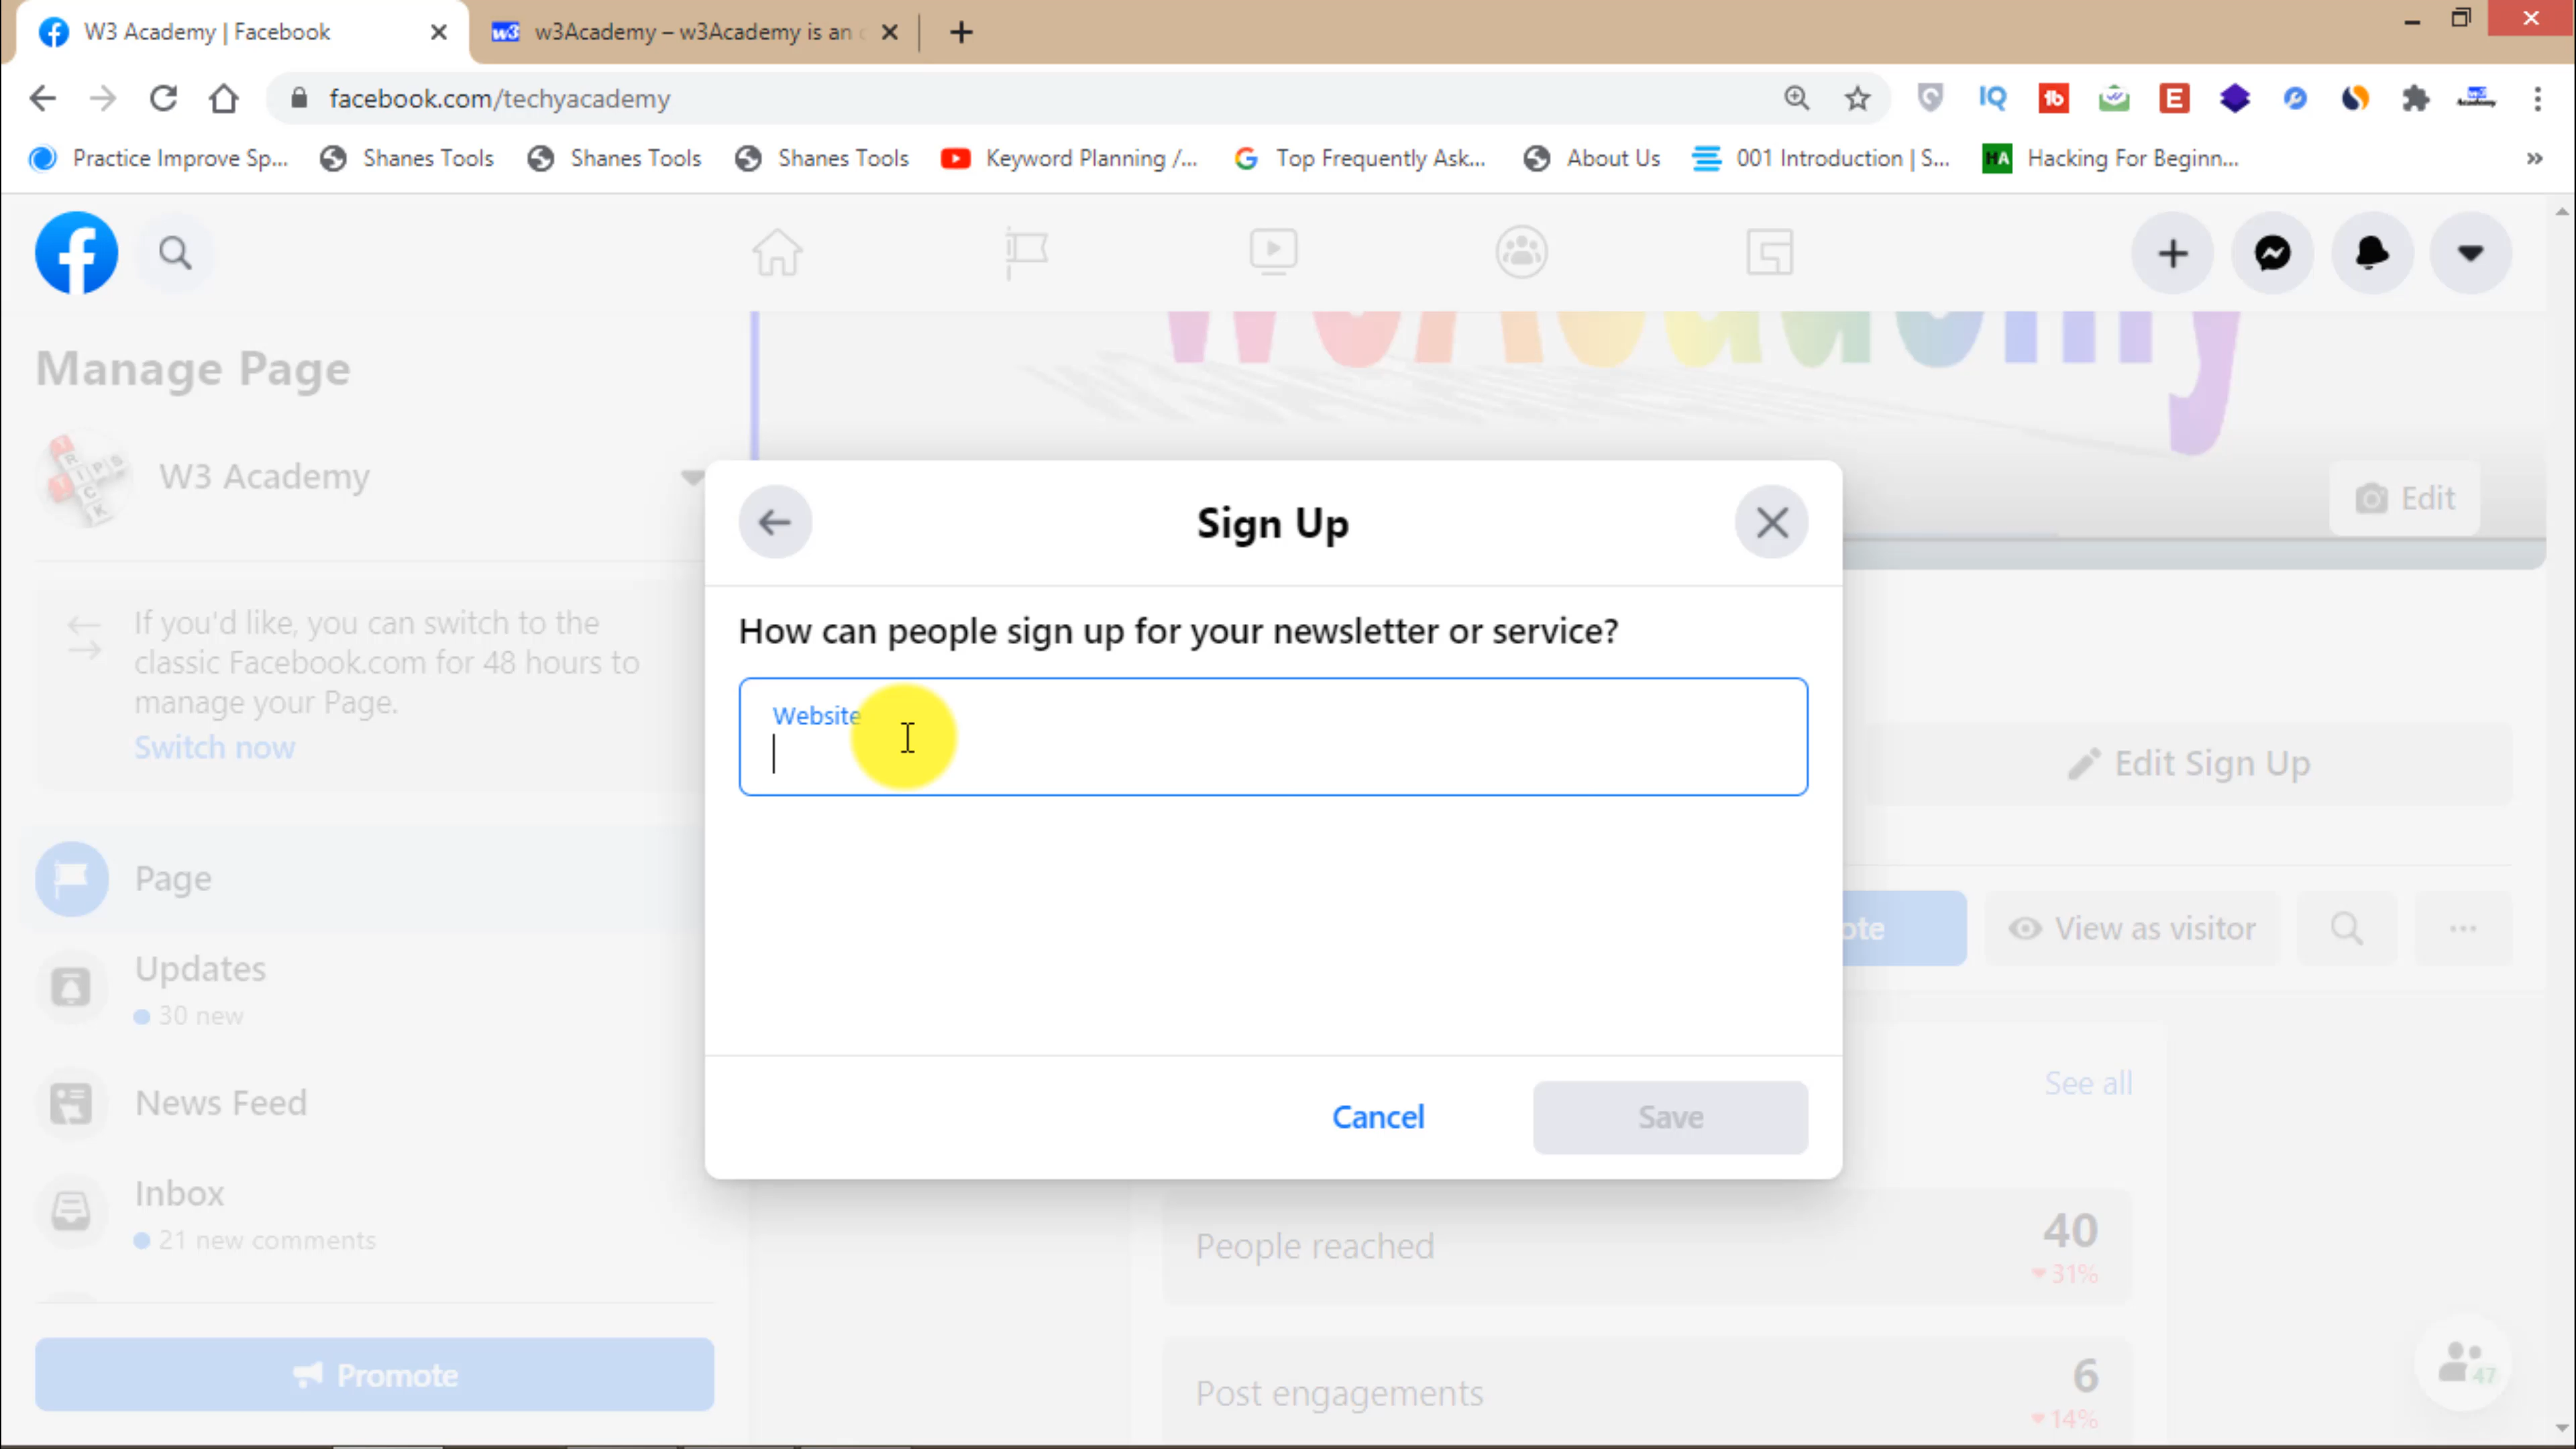 W3 Academy | Facebook
w3Academy – w3Academy is an
facebook.com/techyacademy
Practice Improve Sp...
Shanes Tools
Shanes Tools
Shanes Tools
Keyword Planning /...
Top Frequently Ask...
About Us
001 Introduction | S...
HA
Hacking For Beginn...
Manage Page
W3 Academy
Edit
If you'd like, you can switch to the
classic Facebook.com for 48 hours to
manage your Page.
Switch now
Sign Up
How can people sign up for your newsletter or service?
Website
Edit Sign Up
Page
View as visitor
Updates
30 new
News Feed
See all
Cancel
Save
Inbox
21 new comments
People reached
40
31%
Promote
Post engagements
6
14%
47